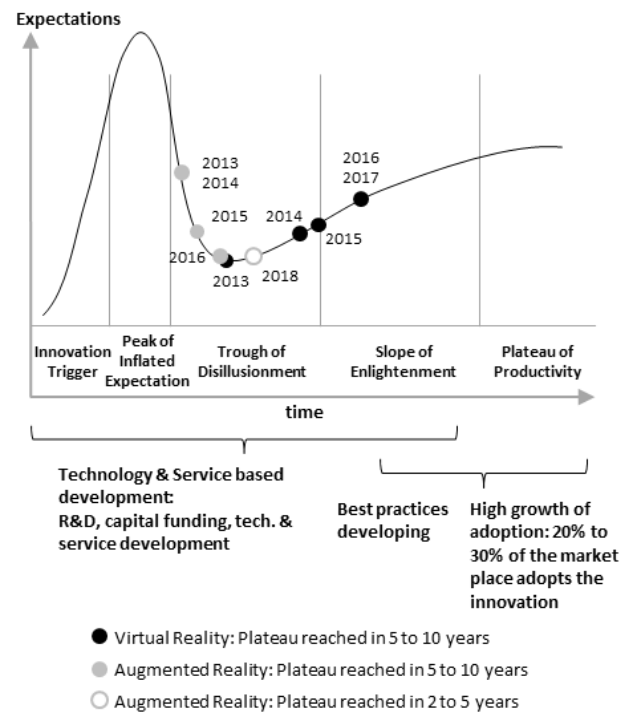 Expectations
2013
2014
2015
2016
2013
2018
2014
2015
2016
2017
Innovation
Trigger
Peak of
Inflated
Expectation
Trough of
Disillusionment
Slope of
Enlightenment
Plateau of
Productivity
time
Technology & Service based
development:
R&D, capital funding, tech. &
service development
Best practices
developing
High growth of
adoption: 20% to
30% of the market
place adopts the
innovation
Virtual Reality: Plateau reached in 5 to 10 years
Augmented Reality: Plateau reached in 5 to 10 years
Augmented Reality: Plateau reached in 2 to 5 years